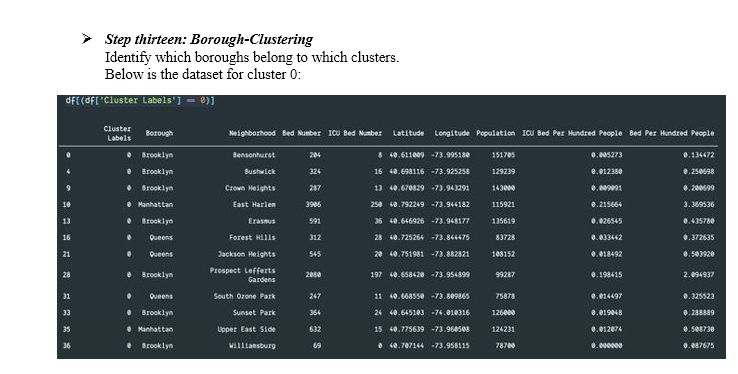 ➤ Step thirteen: Borough-Clustering
Identify which boroughs belong to which clusters.
Below is the dataset for cluster 0:
df[(df['Cluster Labels'] == 0)]
Cluster Labels Borough Neighborhood Bed Number ICU Bed Number Latitude Longitude Population ICU Bed Per Hundred People Bed Per Hundred People
0 0 Brooklyn Bensonhurst 204 8 40.611009 -73.995180 151705 0.005273 0.134472
4 0 Brooklyn Bushwick 324 16 40.698116 -73.925258 129239 0.012380 0.250698
9 0 Brooklyn Crown Heights 287 13 40.670829 -73.943291 143000 0.009091 0.200699
10 0 Manhattan East Harlem 3906 250 40.792249 -73.944182 115921 0.215664 3.369536
13 0 Brooklyn Erasmus 591 36 40.646926 -73.948177 135619 0.026545 0.435780
16 0 Queens Forest Hills 312 28 40.725264 -73.844475 83728 0.033442 0.372635
21 0 Queens Jackson Heights 545 20 40.751981 -73.882821 108152 0.018492 0.503920
28 0 Brooklyn Prospect Lefferts Gardens 2080 197 40.658420 -73.954899 99287 0.198415 2.094937
31 0 Queens South Ozone Park 247 11 40.668550 -73.809865 75878 0.014497 0.325523
33 0 Brooklyn Sunset Park 364 24 40.645103 -74.010316 126000 0.019048 0.288889
35 0 Manhattan Upper East Side 632 15 40.775639 -73.960508 124231 0.012074 0.508730
36 0 Brooklyn Williamsburg 69 0 40.707144 -73.958115 78700 0.000000 0.087675